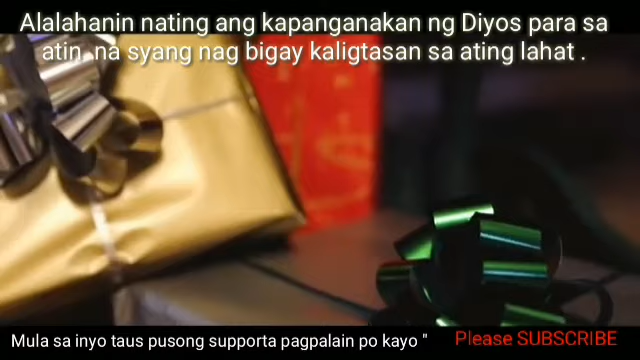 Alalahanin nating ang kapanganakan ng Diyos para sa
atin na syang nag bigay kaligtasan sa ating lahat .
Mula sa inyo taus pusong supporta pagpalain po kayo "
Please SUBSCRIBE